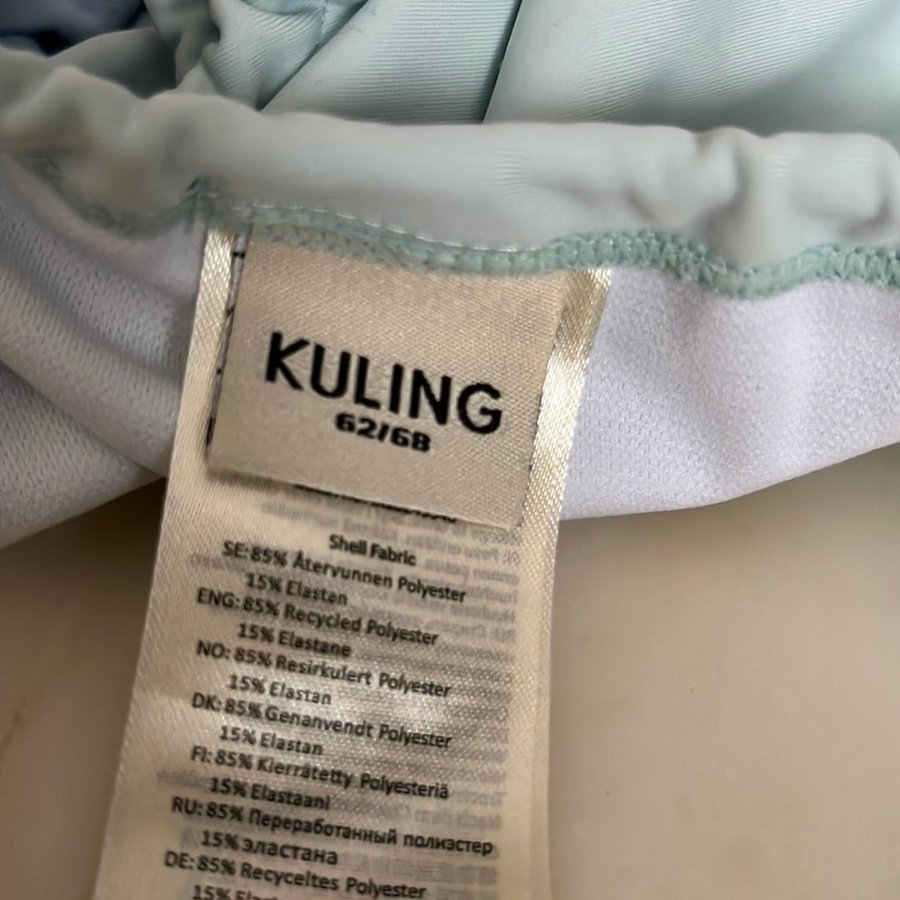 KULING
62/68
Shell Fabric
SE: 85% Återvunnen Polyester
15% Elastan
ENG: 85% Recycled Polyester
15% Elastane
NO: 85% Resirkulert Polyester
15% Elastan
DK: 85% Genanvendt Polyester
15% Elastan
FI: 85% Kierrätetty Polyesteriä
15% Elastaani
RU: 85% Переработанный полиэстер
15% эластана
DE: 85% Recyceltes Polyester
15%